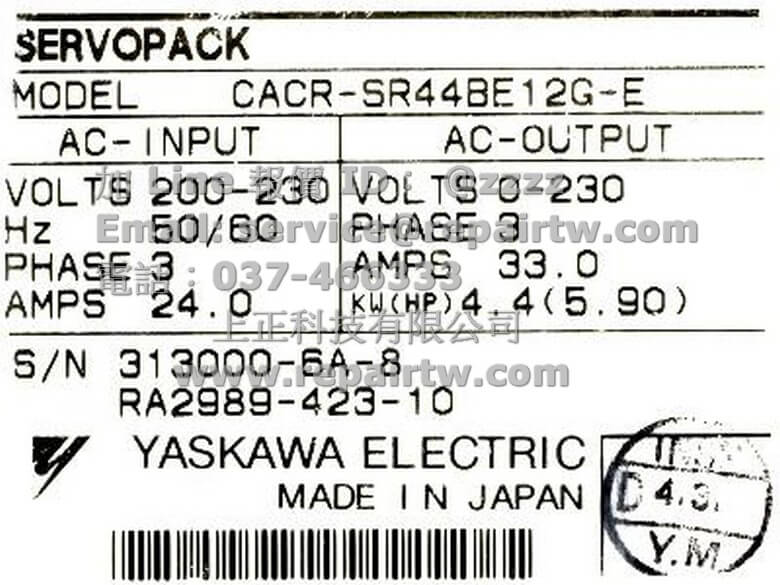 SERVOPACK
MODEL CACR-SR44BE12G-E
AC-INPUT AC-OUTPUT
加 Line 報價 ID： @zzzz
VOLTS 200-230 VOLTS 0-230
Email: service@repairtw.com
Hz 50/60 PHASE 3
電話：037-466333
PHASE 3 AMPS 33.0
AMPS 24.0 KW(HP)4.4(5.90)
上正科技有限公司
S/N 313000-6A-8
www.repairtw.com
RA2989-423-10
YASKAWA ELECTRIC
MADE IN JAPAN
D 4.3.
Y.M.